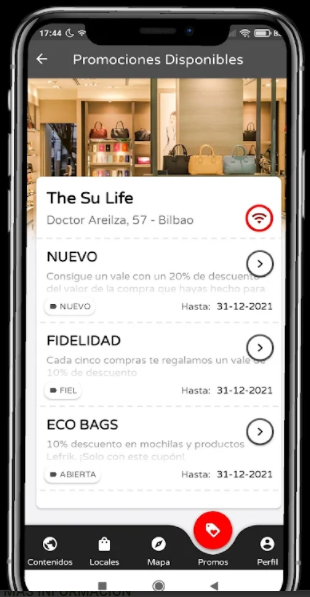 17:44
Promociones Disponibles
The Su Life
Doctor Areilza, 57 - Bilbao
NUEVO
Consigue un vale con un 20% de descuento
del valor de la compra que hayas hecho para
NUEVO
Hasta: 31-12-2021
FIDELIDAD
Cada cinco compras te regalamos un vale de
10% de descuento
FIEL
Hasta: 31-12-2021
ECO BAGS
10% descuento en mochilas y productos
Lefrik. ¡Solo con este cupón!
ABIERTA
Hasta: 31-12-2021
Contenidos
Locales
Mapa
Promos
Perfil
MÁS INFORMACIÓN